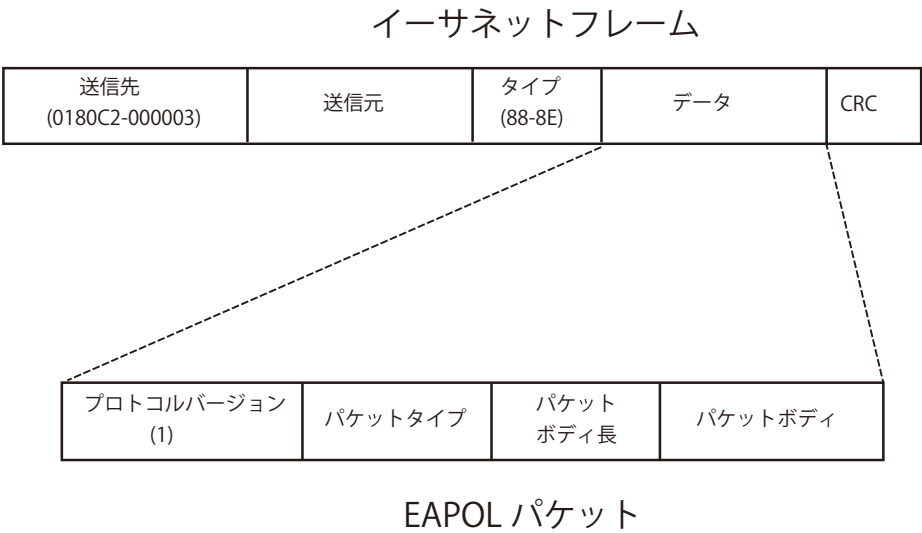 イーサネットフレーム
送信先
(0180C2-000003)
送信元
タイプ
(88-8E)
データ
CRC
プロトコルバージョン
(1)
パケットタイプ
パケット
ボディ長
パケットボディ
EAPOL パケット